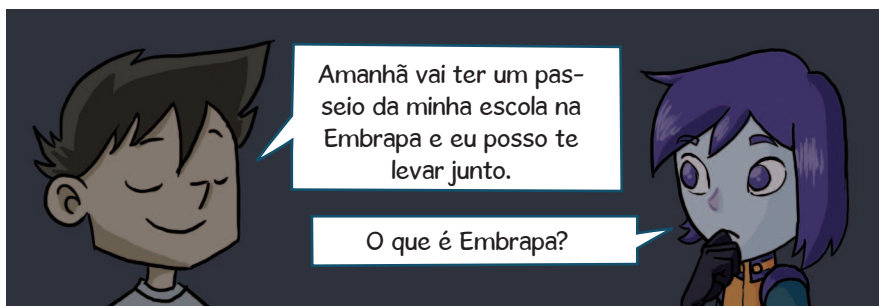 Amanhã vai ter um pas-
seio da minha escola na
Embrapa e eu posso te
levar junto.
O que é Embrapa?